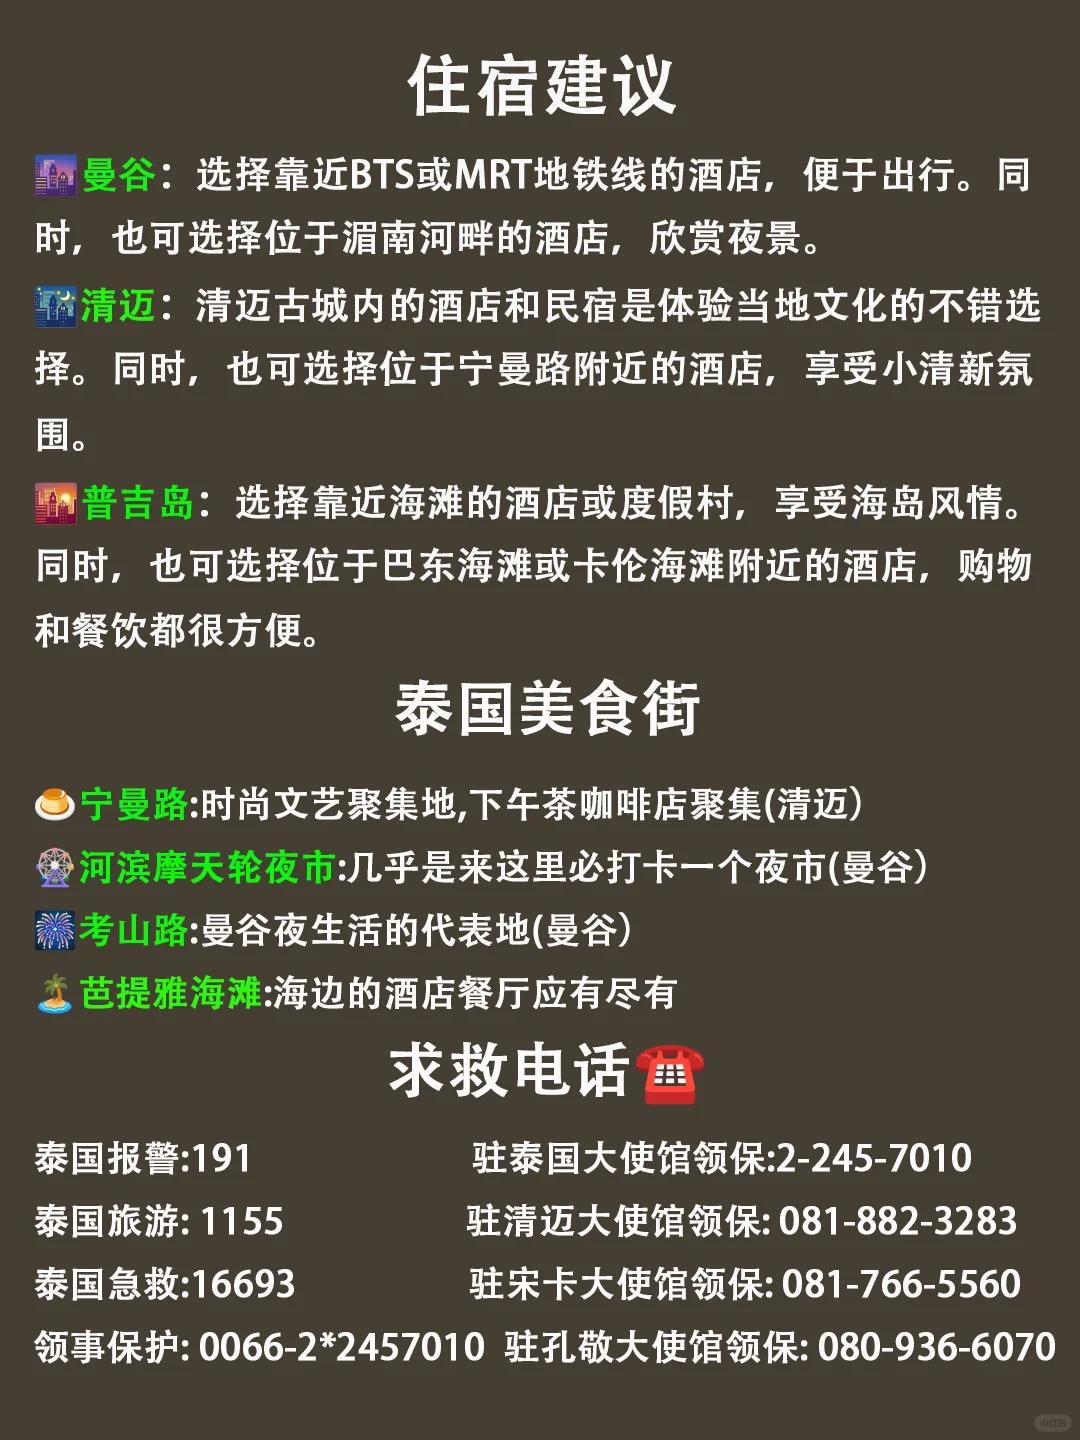 住宿建议
曼谷：选择靠近BTS或MRT地铁线的酒店，便于出行。同
时，也可选择位于湄南河畔的酒店，欣赏夜景。
清迈：清迈古城内的酒店和民宿是体验当地文化的不错选
择。同时，也可选择位于宁曼路附近的酒店，享受小清新氛
围。
普吉岛：选择靠近海滩的酒店或度假村，享受海岛风情。
同时，也可选择位于巴东海滩或卡伦海滩附近的酒店，购物
和餐饮都很方便。
泰国美食街
宁曼路:时尚文艺聚集地,下午茶咖啡店聚集(清迈）
河滨摩天轮夜市:几乎是来这里必打卡一个夜市(曼谷）
考山路:曼谷夜生活的代表地(曼谷）
芭提雅海滩:海边的酒店餐厅应有尽有
求救电话
泰国报警:191 驻泰国大使馆领保:2-245-7010
泰国旅游: 1155 驻清迈大使馆领保: 081-882-3283
泰国急救:16693 驻宋卡大使馆领保: 081-766-5560
领事保护: 0066-2*2457010 驻孔敬大使馆领保: 080-936-6070
小红书